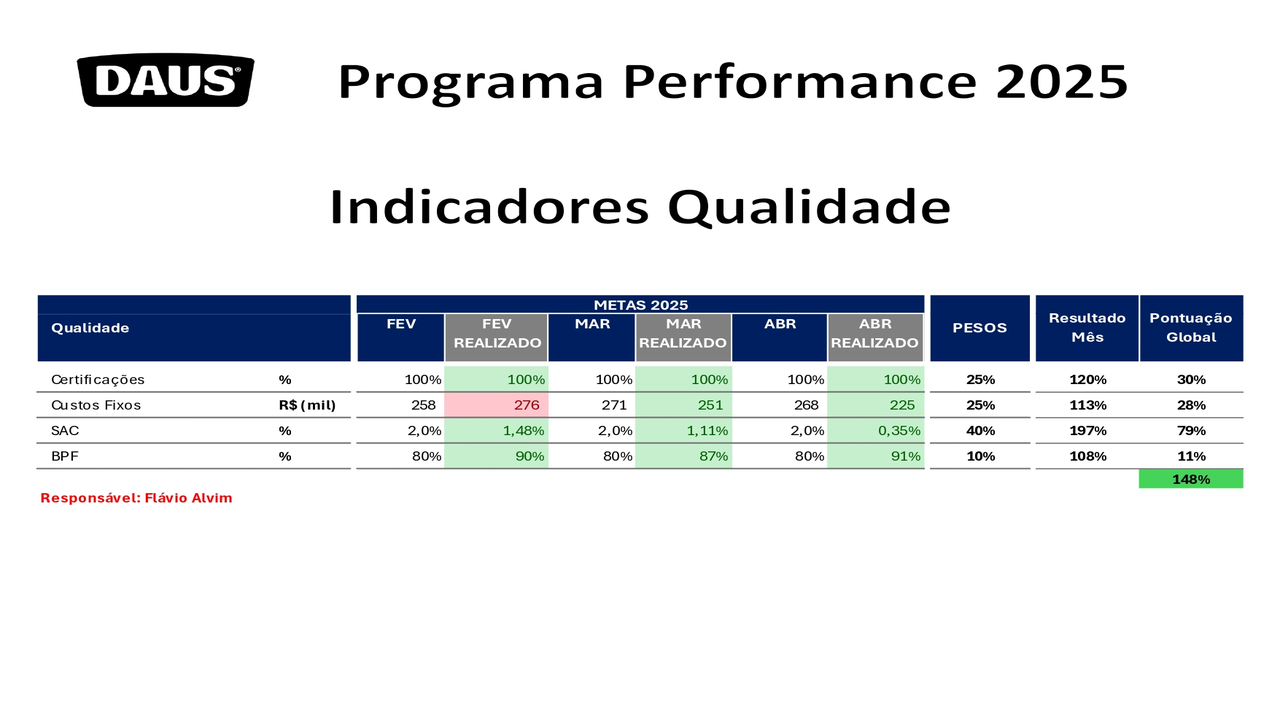 DAUS®
Programa Performance 2025
Indicadores Qualidade
METAS 2025
Qualidade FEV FEV REALIZADO MAR MAR REALIZADO ABR ABR REALIZADO PESOS Resultado Mês Pontuação Global
Certificações % 100% 100% 100% 100% 100% 100% 25% 120% 30%
Custos Fixos R$ (mil) 258 276 271 251 268 225 25% 113% 28%
SAC % 2,0% 1,48% 2,0% 1,11% 2,0% 0,35% 40% 197% 79%
BPF % 80% 90% 80% 87% 80% 91% 10% 108% 11%
148%
Responsável: Flávio Alvim